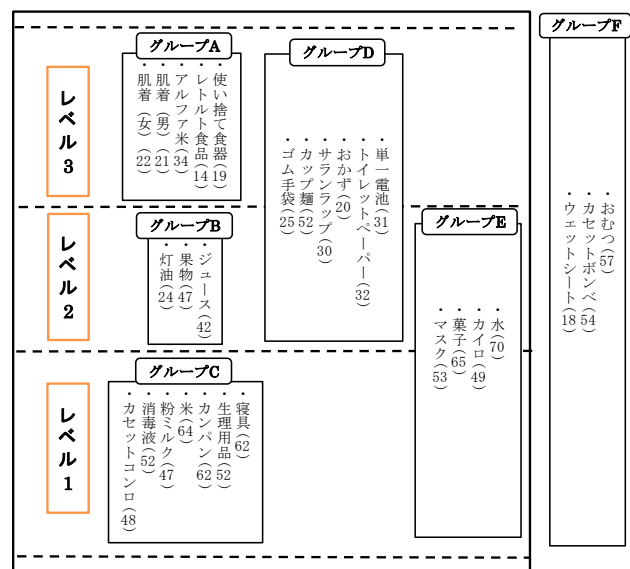 グループA
・使い捨て食器(19)
・レトルト食品(14)
・アルファ米(34)
・肌着(男)(21)
・肌着(女)(22)
グループD
・単一電池(31)
・トイレットペーパー(32)
・おかず(20)
・サランラップ(30)
・カップ麺(52)
・ゴム手袋(25)
グループF
・おむつ(57)
・カセットボンベ(54)
・ウェットシート(18)
レベル3
グループB
・ジュース(42)
・果物(47)
・灯油(24)
グループE
・水(70)
・カイロ(49)
・菓子(65)
・マスク(53)
レベル2
グループC
・寝具(62)
・生理用品(52)
・カンパン(62)
・米(64)
・粉ミルク(47)
・消毒液(52)
・カセットコンロ(48)
レベル1